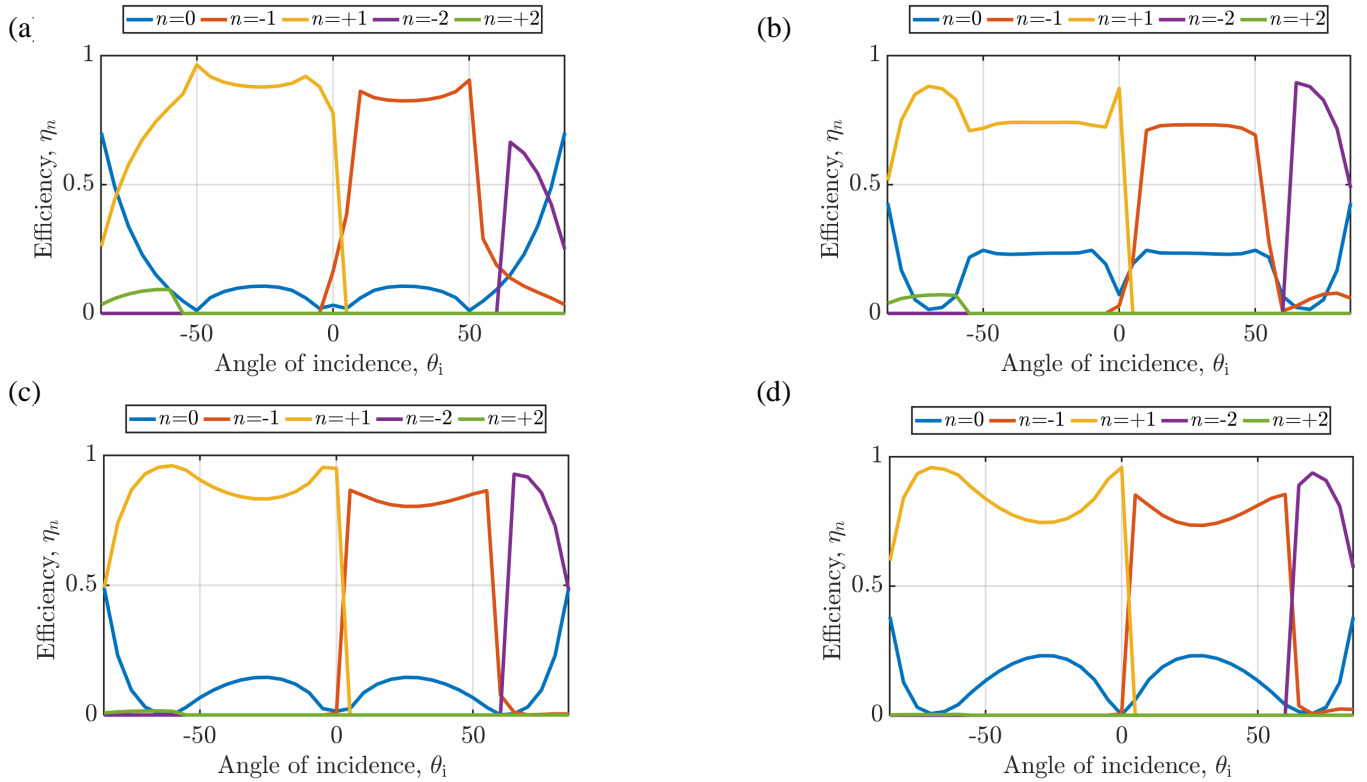 (a)
n=0 n=-1 n=+1 n=-2 n=+2
1
0.5
0
Efficiency, ηn
-50 0 50
Angle of incidence, θi
(b)
n=0 n=-1 n=+1 n=-2 n=+2
1
0.5
0
Efficiency, ηn
-50 0 50
Angle of incidence, θi
(c)
n=0 n=-1 n=+1 n=-2 n=+2
1
0.5
0
Efficiency, ηn
-50 0 50
Angle of incidence, θi
(d)
n=0 n=-1 n=+1 n=-2 n=+2
1
0.5
0
Efficiency, ηn
-50 0 50
Angle of incidence, θi